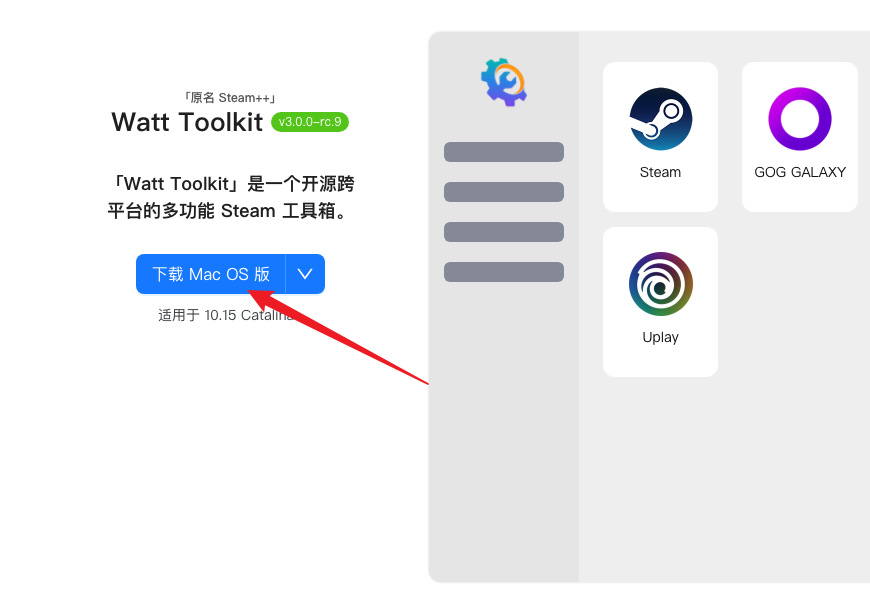 「原名 Steam++」
Watt Toolkit v3.0.0-rc.9
「Watt Toolkit」是一个开源跨
平台的多功能 Steam 工具箱。
下载 Mac OS 版
适用于 10.15 Catalina
Steam
GOG GALAXY
Uplay